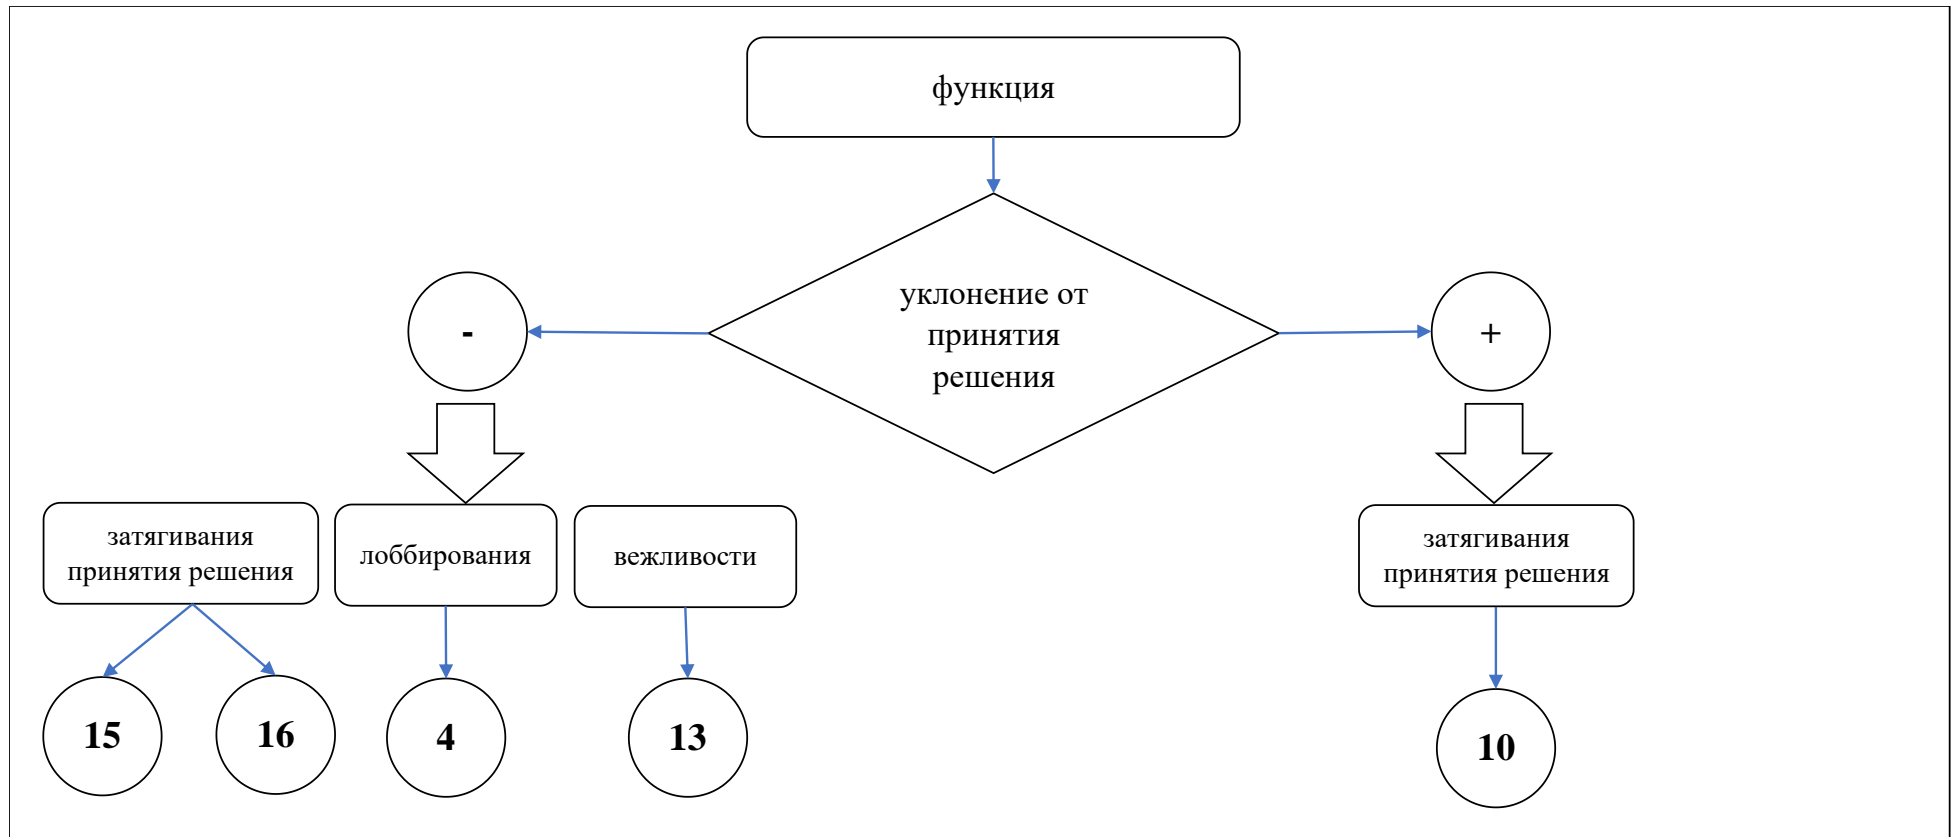 функция
уклонение от
принятия
решения
-
+
затягивания
принятия решения
лоббирования
вежливости
затягивания
принятия решения
15
16
4
13
10